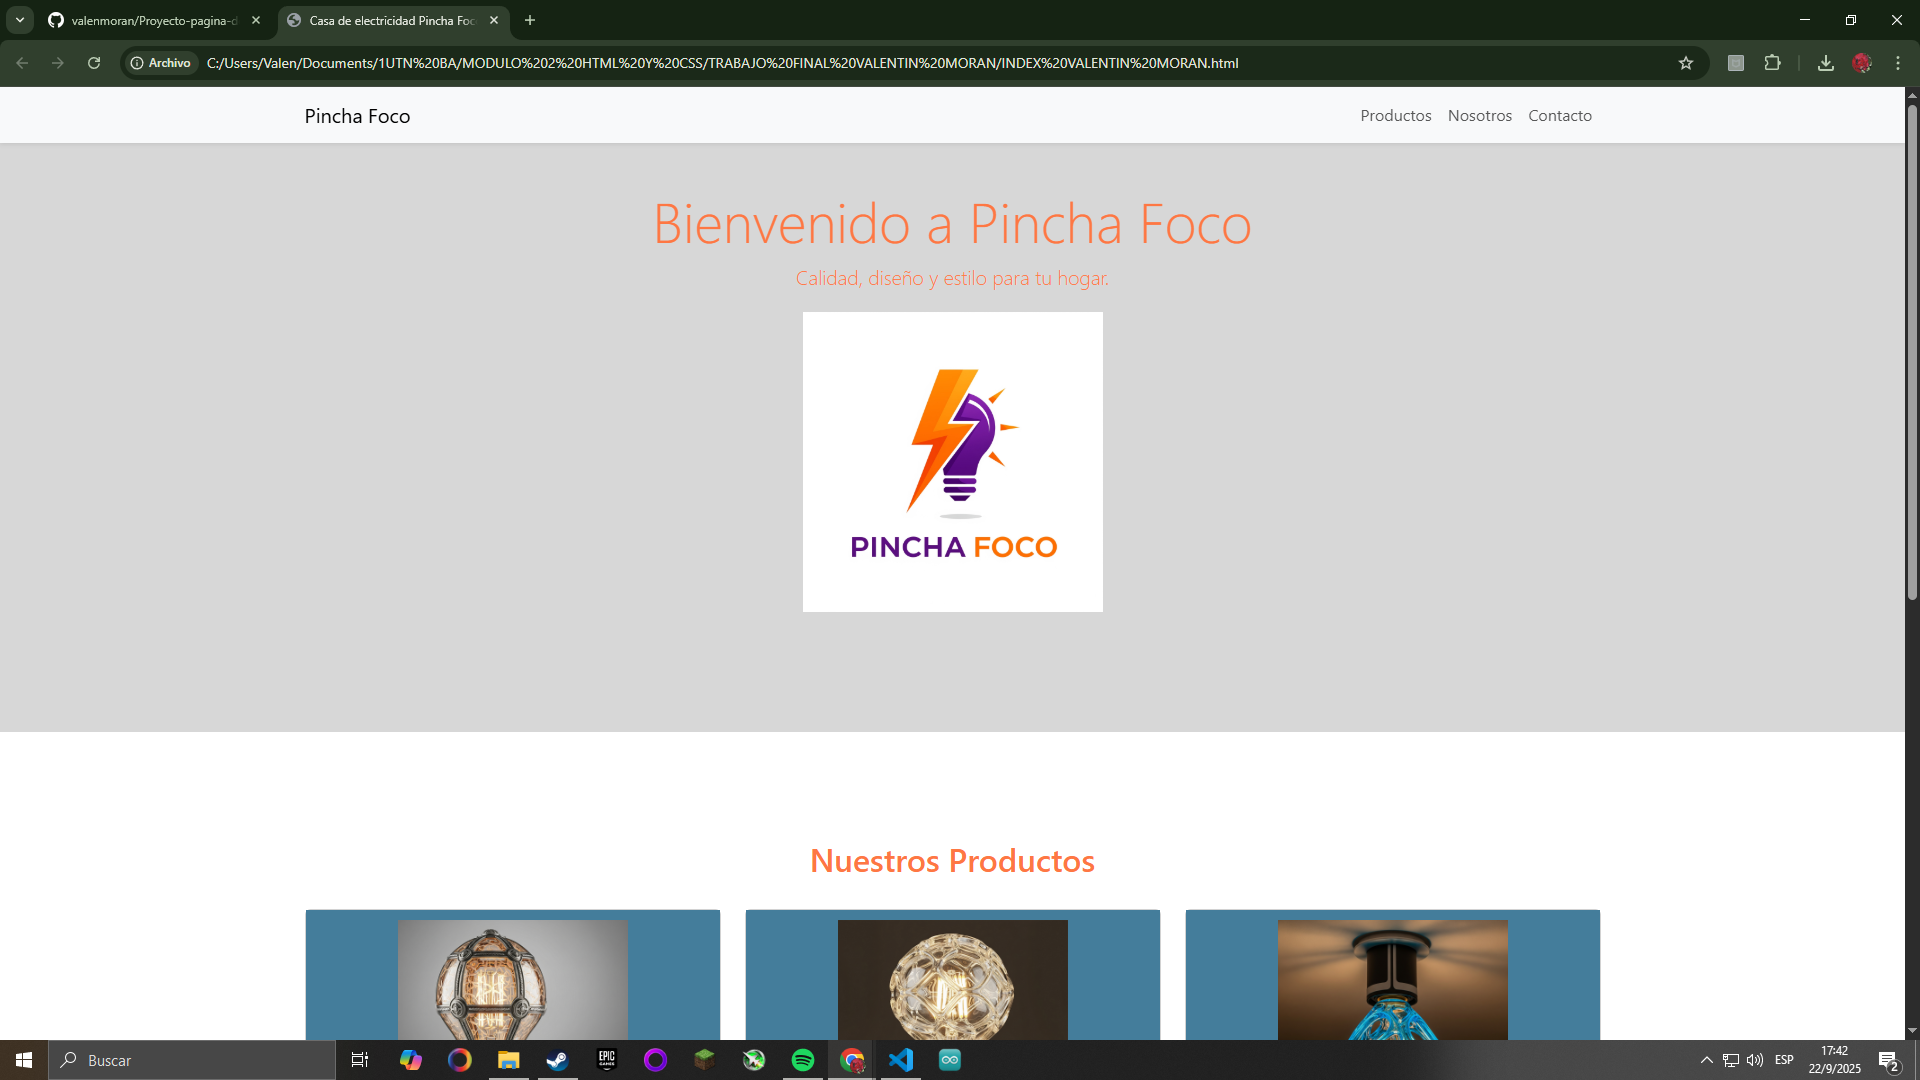 valenmoran/Proyecto-pagina-d
Casa de electricidad Pincha Foc
Archivo
C:/Users/Valen/Documents/1UTN%20BA/MODULO%202%20HTML%20Y%20CSS/TRABAJO%20FINAL%20VALENTIN%20MORAN/INDEX%20VALENTIN%20MORAN.html
Pincha Foco
Productos Nosotros Contacto
Bienvenido a Pincha Foco
Calidad, diseño y estilo para tu hogar.
PINCHA FOCO
Nuestros Productos
Buscar
EPIC
GAMES
ESP
17:42
22/9/2025
2